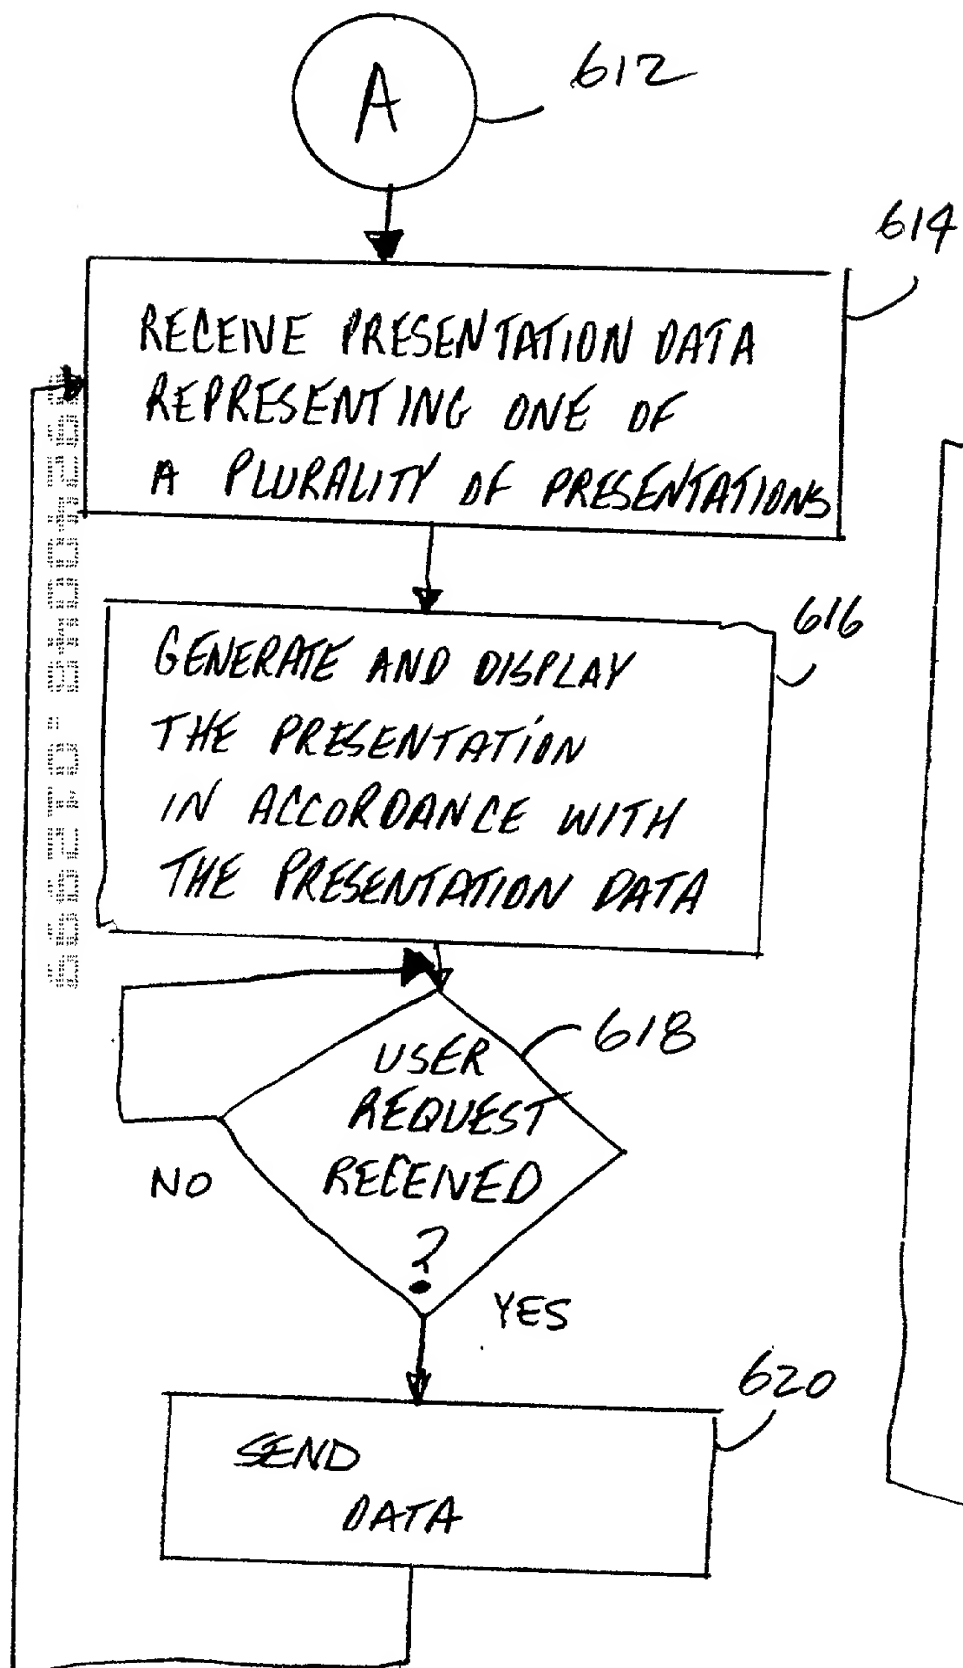 A
612
614
RECEIVE PRESENTATION DATA
REPRESENTING ONE OF
A PLURALITY OF PRESENTATIONS
616
GENERATE AND DISPLAY
THE PRESENTATION
IN ACCORDANCE WITH
THE PRESENTATION DATA
618
USER
REQUEST
RECEIVED
?
NO
YES
620
SEND
DATA